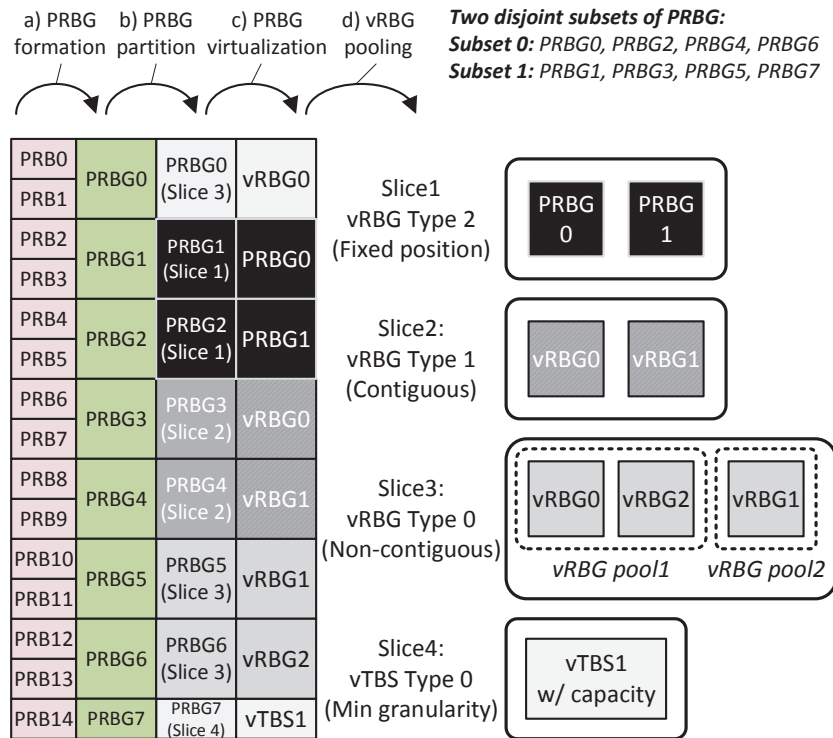 a) PRBG formation
b) PRBG partition
c) PRBG virtualization
d) vRBG pooling
Two disjoint subsets of PRBG:
Subset 0: PRBG0, PRBG2, PRBG4, PRBG6
Subset 1: PRBG1, PRBG3, PRBG5, PRBG7
PRB0
PRB1
PRB2
PRB3
PRB4
PRB5
PRB6
PRB7
PRB8
PRB9
PRB10
PRB11
PRB12
PRB13
PRB14
PRBG0
PRBG1
PRBG2
PRBG3
PRBG4
PRBG5
PRBG6
PRBG7
PRBG0
(Slice 3)
PRBG1
(Slice 1)
PRBG2
(Slice 1)
PRBG3
(Slice 2)
PRBG4
(Slice 2)
PRBG5
(Slice 3)
PRBG6
(Slice 3)
PRBG7
(Slice 4)
vRBG0
PRBG0
PRBG1
vRBG0
vRBG1
vRBG1
vRBG2
vTBS1
Slice1
vRBG Type 2
(Fixed position)
PRBG
0
PRBG
1
Slice2:
vRBG Type 1
(Contiguous)
vRBG0
vRBG1
Slice3:
vRBG Type 0
(Non-contiguous)
vRBG0
vRBG2
vRBG1
vRBG pool1
vRBG pool2
Slice4:
vTBS Type 0
(Min granularity)
vTBS1
w/ capacity